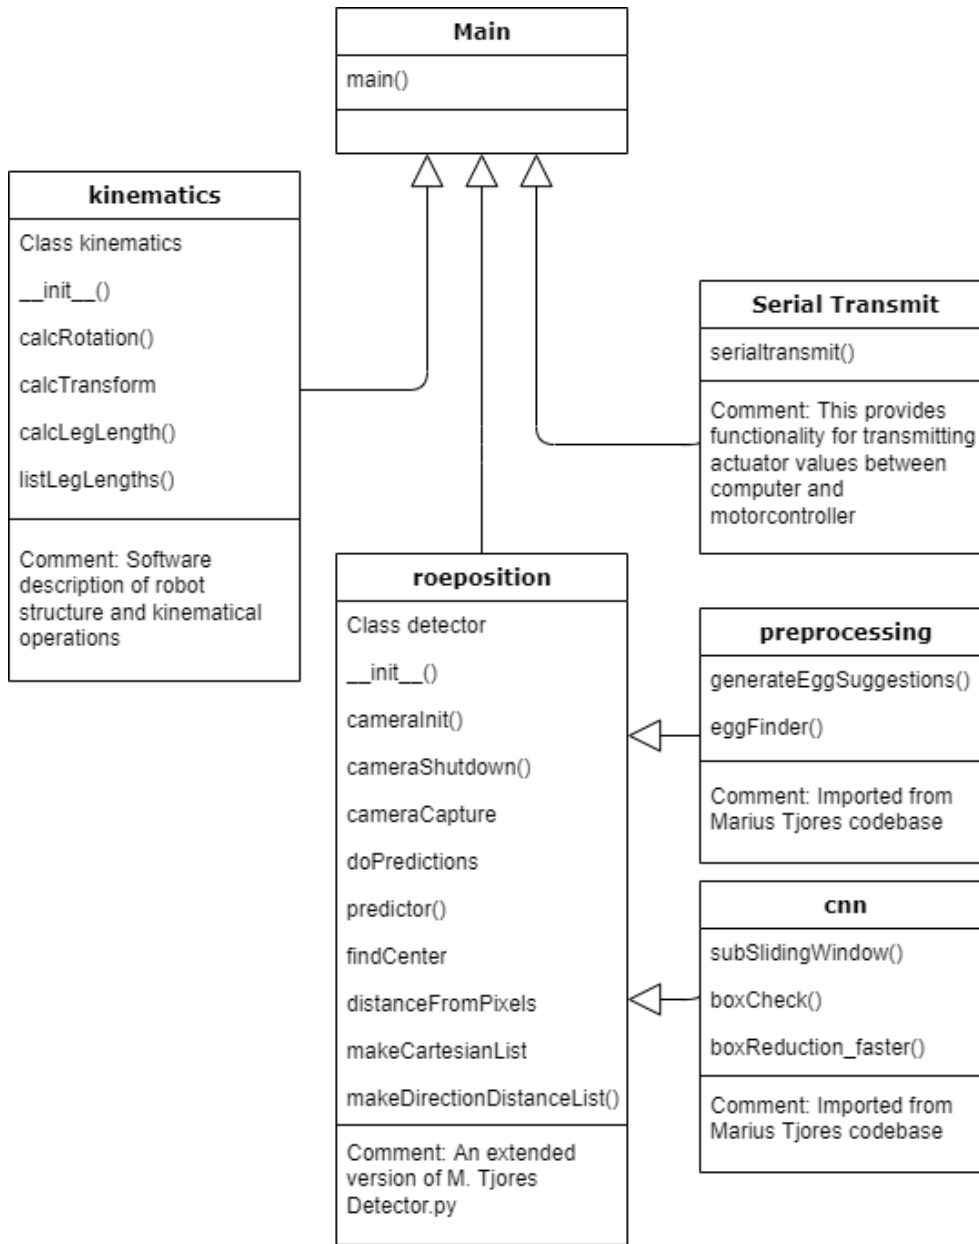 Main
main()
kinematics
Class kinematics
__init__()
calcRotation()
calcTransform
calcLegLength()
listLegLengths()
Comment: Software
description of robot
structure and kinematical
operations
Serial Transmit
serialtransmit()
Comment: This provides
functionality for transmitting
actuator values between
computer and
motorcontroller
roeposition
Class detector
__init__()
cameraInit()
cameraShutdown()
cameraCapture
doPredictions
predictor()
findCenter
distanceFromPixels
makeCartesianList
makeDirectionDistanceList()
Comment: An extended
version of M. Tjores
Detector.py
preprocessing
generateEggSuggestions()
eggFinder()
Comment: Imported from
Marius Tjores codebase
cnn
subSlidingWindow()
boxCheck()
boxReduction_faster()
Comment: Imported from
Marius Tjores codebase